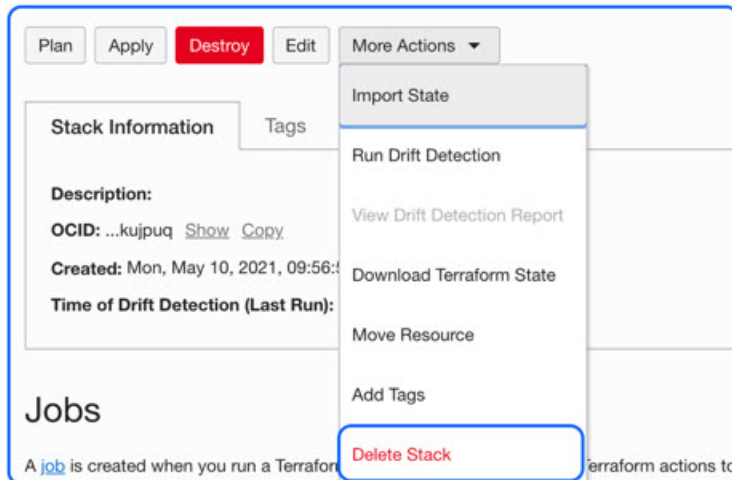 Plan Apply Destroy Edit More Actions
Import State
Stack Information Tags
Run Drift Detection
Description:
View Drift Detection Report
OCID: ...kujpuq Show Copy
Created: Mon, May 10, 2021, 09:56:
Download Terraform State
Time of Drift Detection (Last Run):
Move Resource
Add Tags
Jobs
Delete Stack
A job is created when you run a Terraform actions to